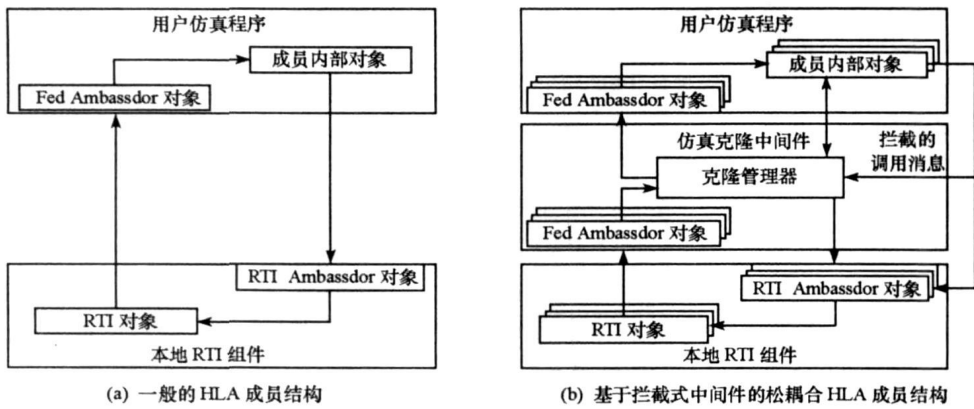 用户仿真程序
成员内部对象
Fed Ambassdor 对象
RTI Ambassdor 对象
RTI 对象
本地 RTI 组件
(a) 一般的 HLA 成员结构
用户仿真程序
成员内部对象
Fed Ambassdor 对象
仿真克隆中间件
拦截的
调用消息
克隆管理器
Fed Ambassdor 对象
RTI Ambassdor 对象
RTI 对象
本地 RTI 组件
(b) 基于拦截式中间件的松耦合 HLA 成员结构